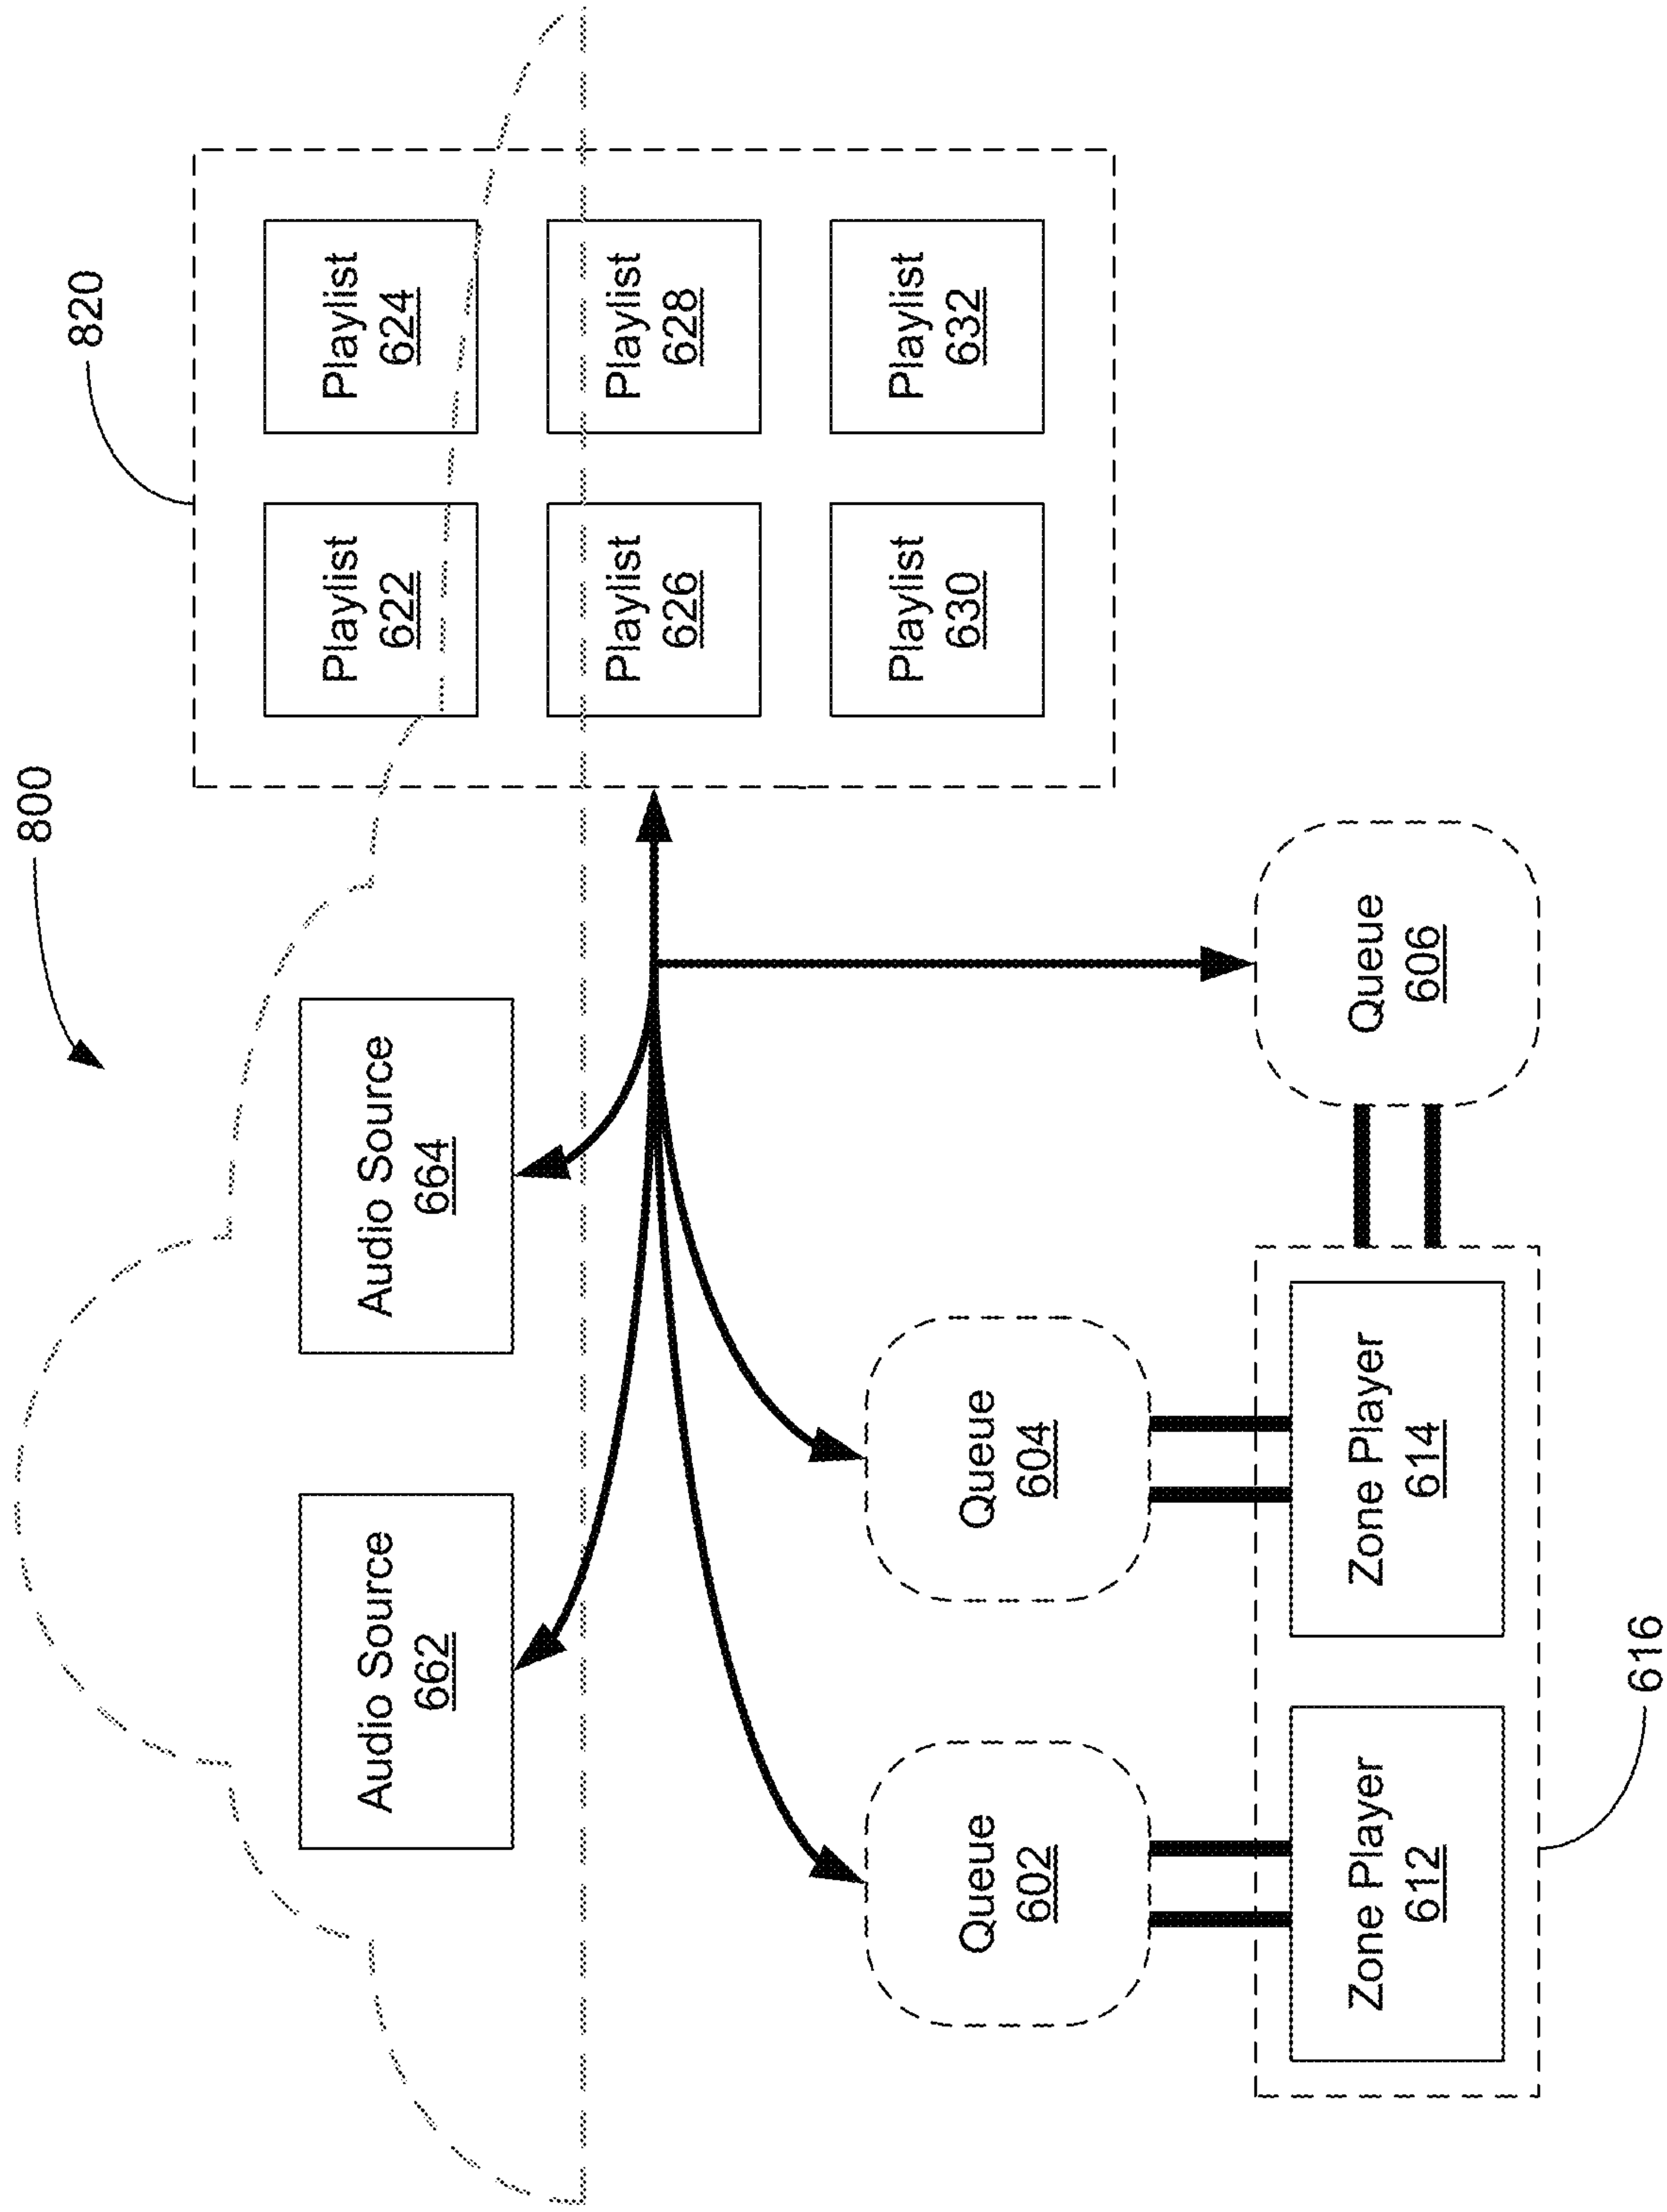 800
820
Audio Source
662
Audio Source
664
Playlist
622
Playlist
624
Playlist
626
Playlist
628
Playlist
630
Playlist
632
Queue
602
Queue
604
Queue
606
Zone Player
612
Zone Player
614
616